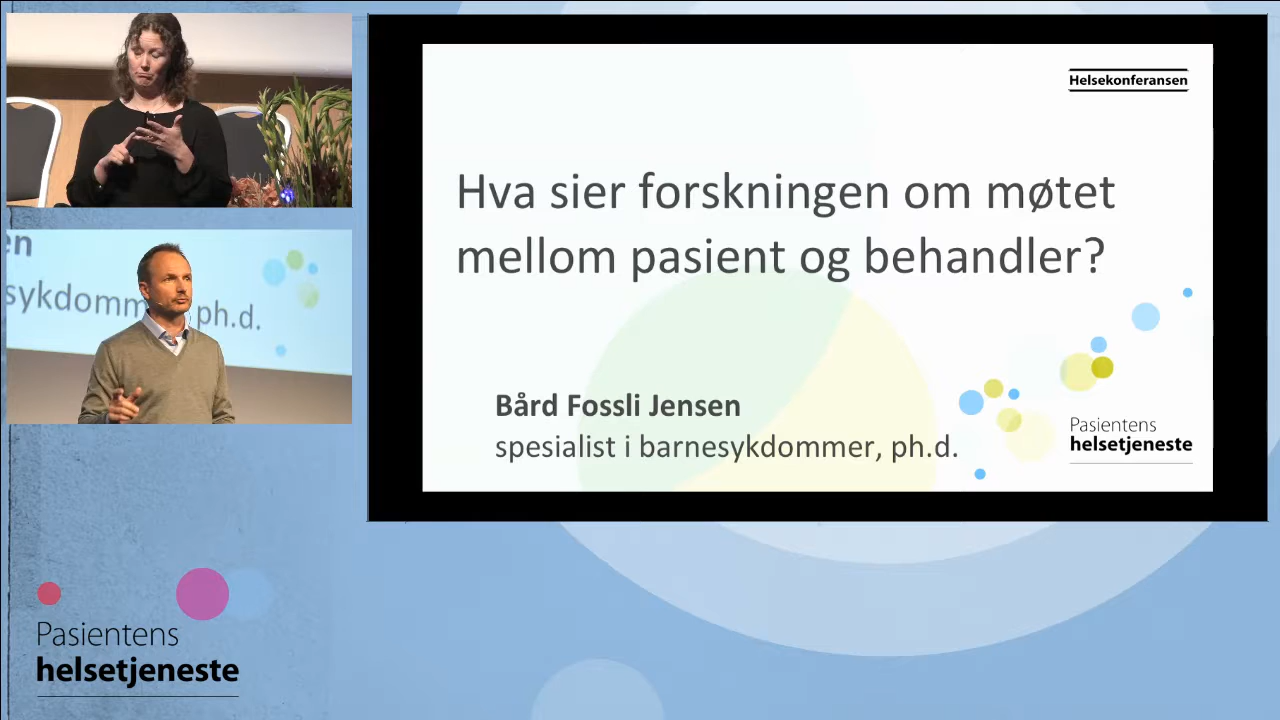 Helsekonferansen
Hva sier forskningen om møtet
mellom pasient og behandler?
Bård Fossli Jensen
spesialist i barnesykdommer, ph.d.
Pasientens
helsetjeneste
en
sykdomm
, ph.d.
Pasientens
helsetjeneste